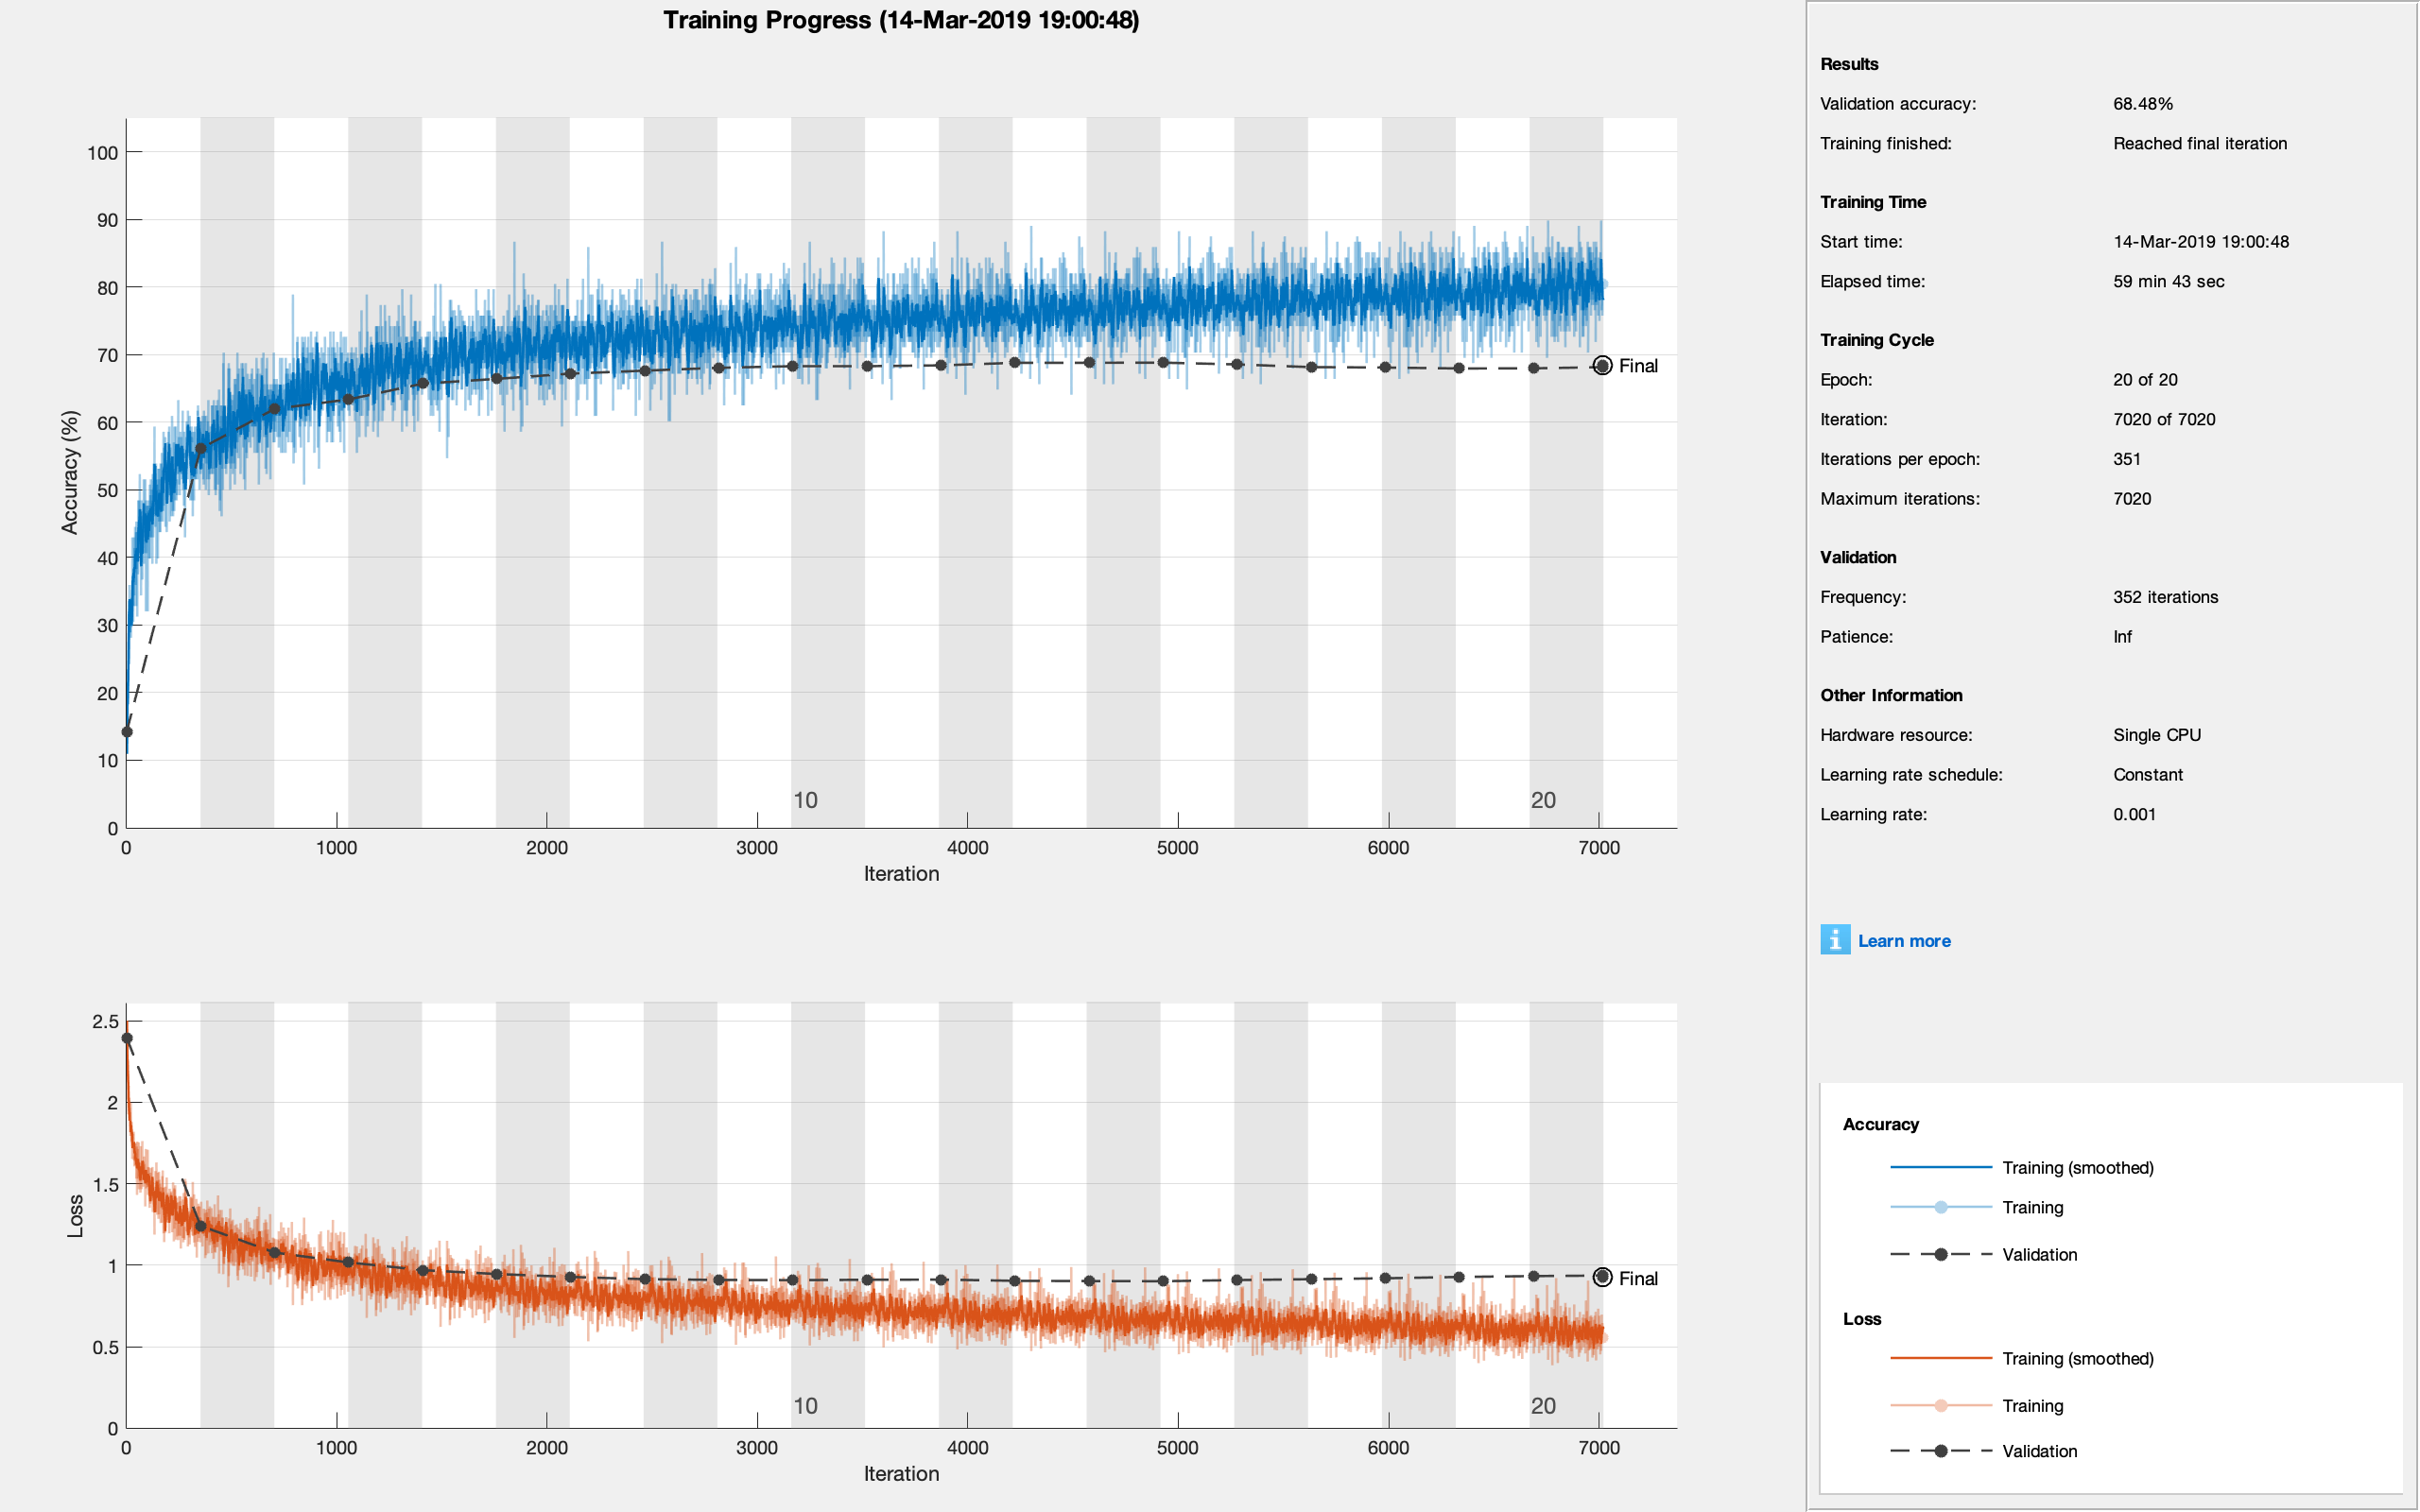 Training Progress (14-Mar-2019 19:00:48)
100
90
80
70
60
50
40
30
20
10
0
Accuracy (%)
Final
10
20
0 1000 2000 3000 4000 5000 6000 7000
Iteration
2.5
2
1.5
1
0.5
0
Loss
Final
10
20
0 1000 2000 3000 4000 5000 6000 7000
Iteration
Results
Validation accuracy: 68.48%
Training finished: Reached final iteration
Training Time
Start time: 14-Mar-2019 19:00:48
Elapsed time: 59 min 43 sec
Training Cycle
Epoch: 20 of 20
Iteration: 7020 of 7020
Iterations per epoch: 351
Maximum iterations: 7020
Validation
Frequency: 352 iterations
Patience: Inf
Other Information
Hardware resource: Single CPU
Learning rate schedule: Constant
Learning rate: 0.001
i Learn more
Accuracy
Training (smoothed)
Training
Validation
Loss
Training (smoothed)
Training
Validation